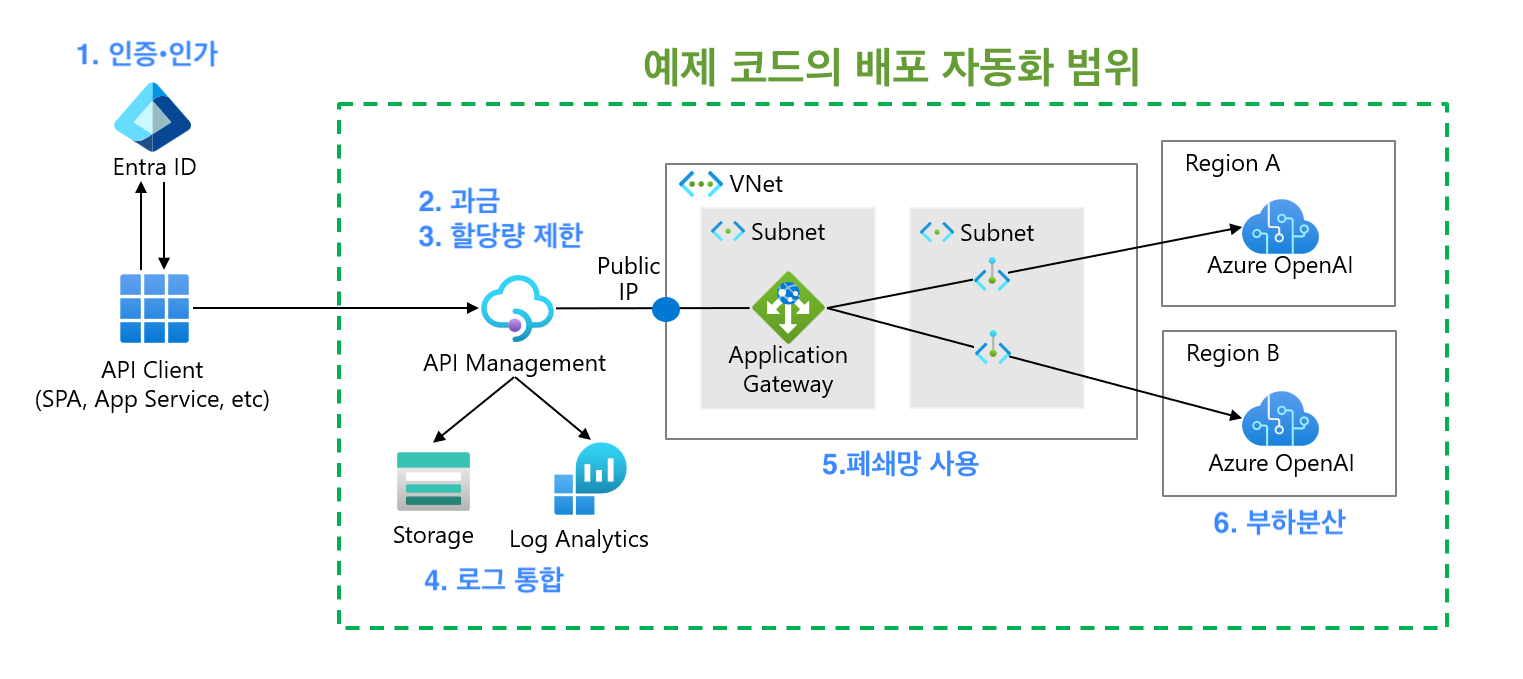 1. 인증•인가
Entra ID
API Client
(SPA, App Service, etc)
예제 코드의 배포 자동화 범위
2. 과금
3. 할당량 제한
API Management
Storage
Log Analytics
4. 로그 통합
Public
IP
VNet
Subnet
Application
Gateway
Subnet
5.폐쇄망 사용
Region A
Azure OpenAI
Region B
Azure OpenAI
6. 부하분산